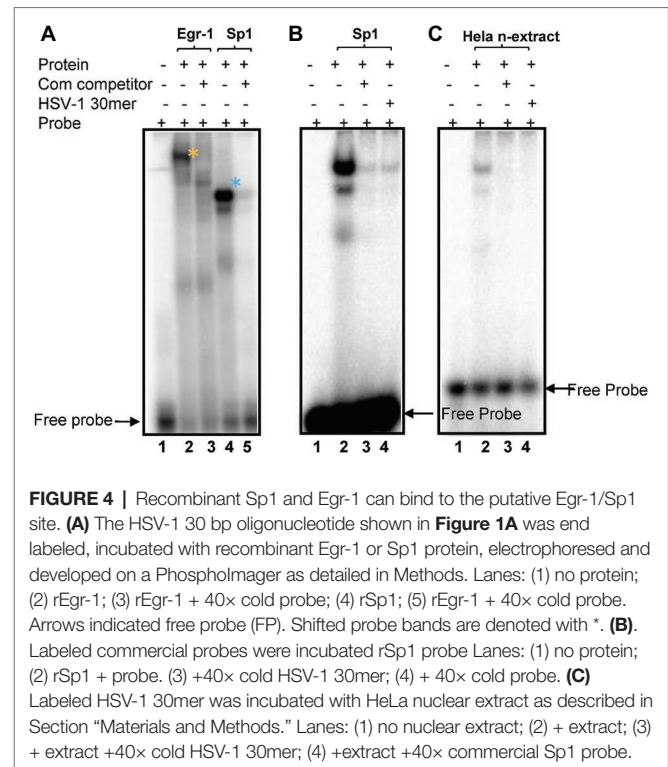 A B C
Egr-1 Sp1 Sp1 Hela n-extract
Protein - + + + + - + + + - + + +
Com competitor - - + - + - - + - - - + -
HSV-1 30mer - - - - - - - - + - - - +
Probe + + + + + + + + + + + + +
* *
Free probe Free Probe Free Probe
1 2 3 4 5 1 2 3 4 1 2 3 4
FIGURE 4 | Recombinant Sp1 and Egr-1 can bind to the putative Egr-1/Sp1
site. (A) The HSV-1 30 bp oligonucleotide shown in Figure 1A was end
labeled, incubated with recombinant Egr-1 or Sp1 protein, electrophoresed and
developed on a PhosphoImager as detailed in Methods. Lanes: (1) no protein;
(2) rEgr-1; (3) rEgr-1 + 40× cold probe; (4) rSp1; (5) rEgr-1 + 40× cold probe.
Arrows indicated free probe (FP). Shifted probe bands are denoted with *. (B).
Labeled commercial probes were incubated rSp1 probe Lanes: (1) no protein;
(2) rSp1 + probe. (3) +40× cold HSV-1 30mer; (4) + 40× cold probe. (C)
Labeled HSV-1 30mer was incubated with HeLa nuclear extract as described in
Section “Materials and Methods.” Lanes: (1) no nuclear extract; (2) + extract; (3)
+ extract +40× cold HSV-1 30mer; (4) +extract +40× commercial Sp1 probe.